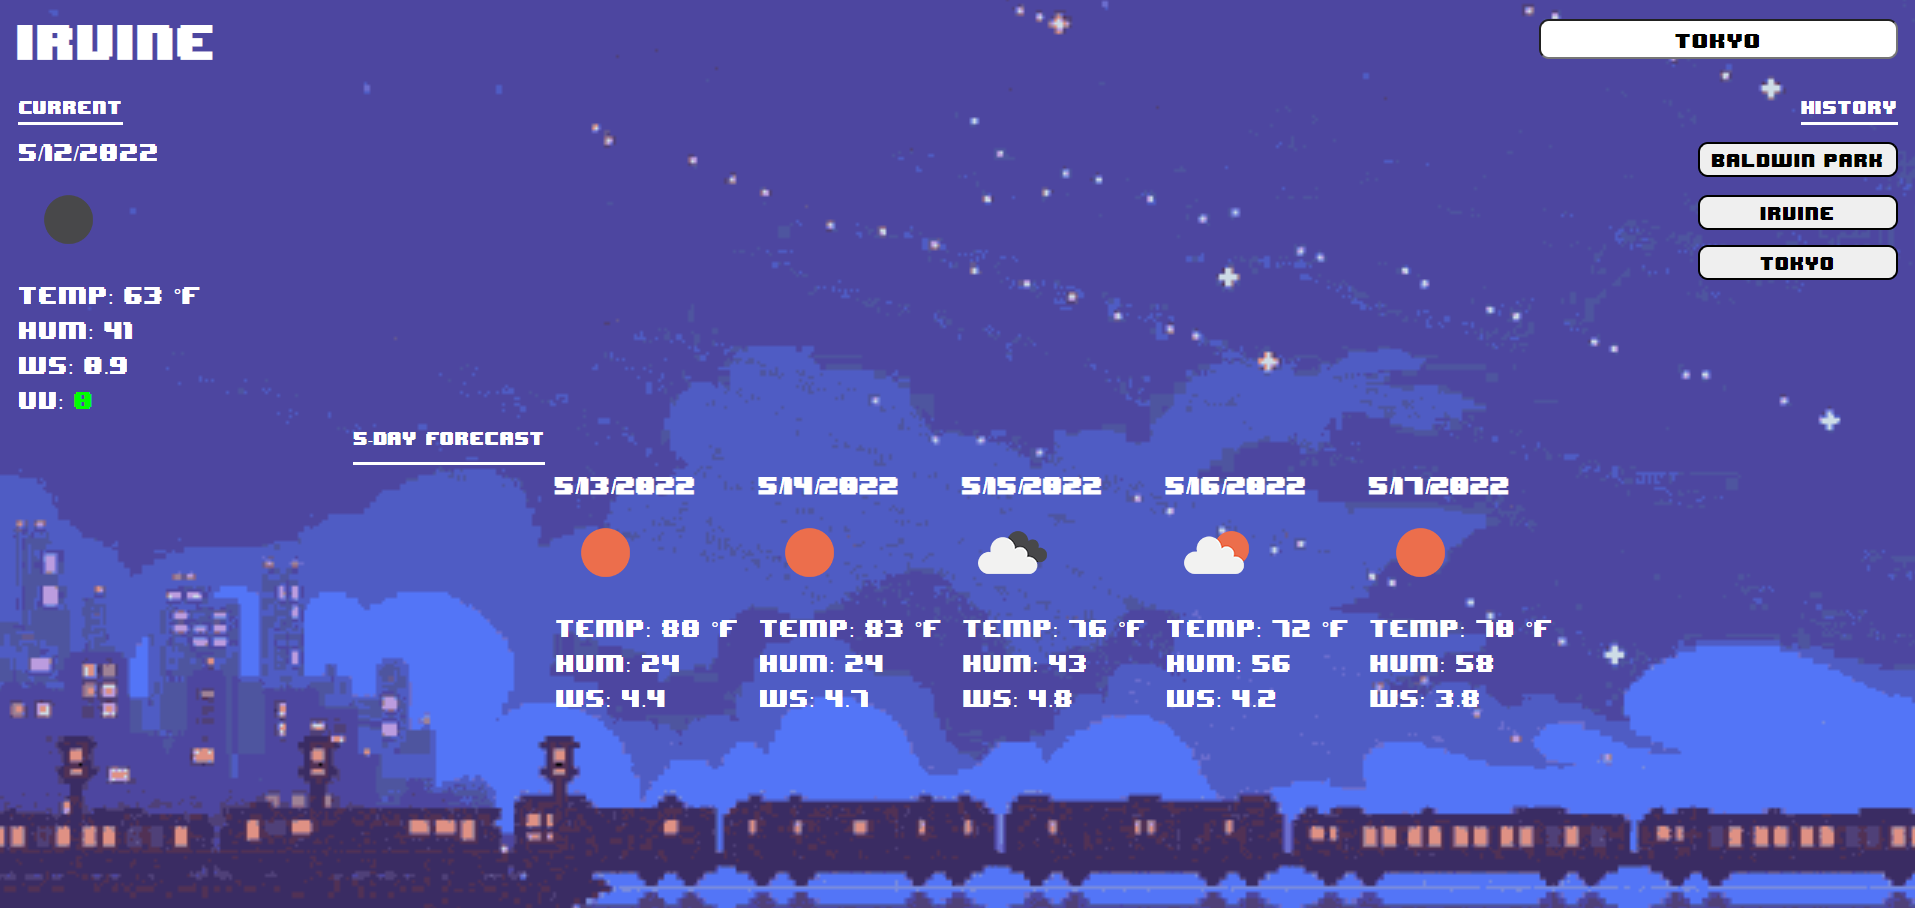 IRVINE
TOKYO
CURRENT
HISTORY
5/12/2022
BALDWIN PARK
IRVINE
TOKYO
TEMP: 63 °F
HUM: 41
WS: 0.9
UV: 0
5-DAY FORECAST
5/13/2022 5/14/2022 5/15/2022 5/16/2022 5/17/2022
TEMP: 80 °F TEMP: 83 °F TEMP: 76 °F TEMP: 72 °F TEMP: 70 °F
HUM: 24 HUM: 24 HUM: 43 HUM: 56 HUM: 58
WS: 4.4 WS: 4.7 WS: 4.8 WS: 4.2 WS: 3.8